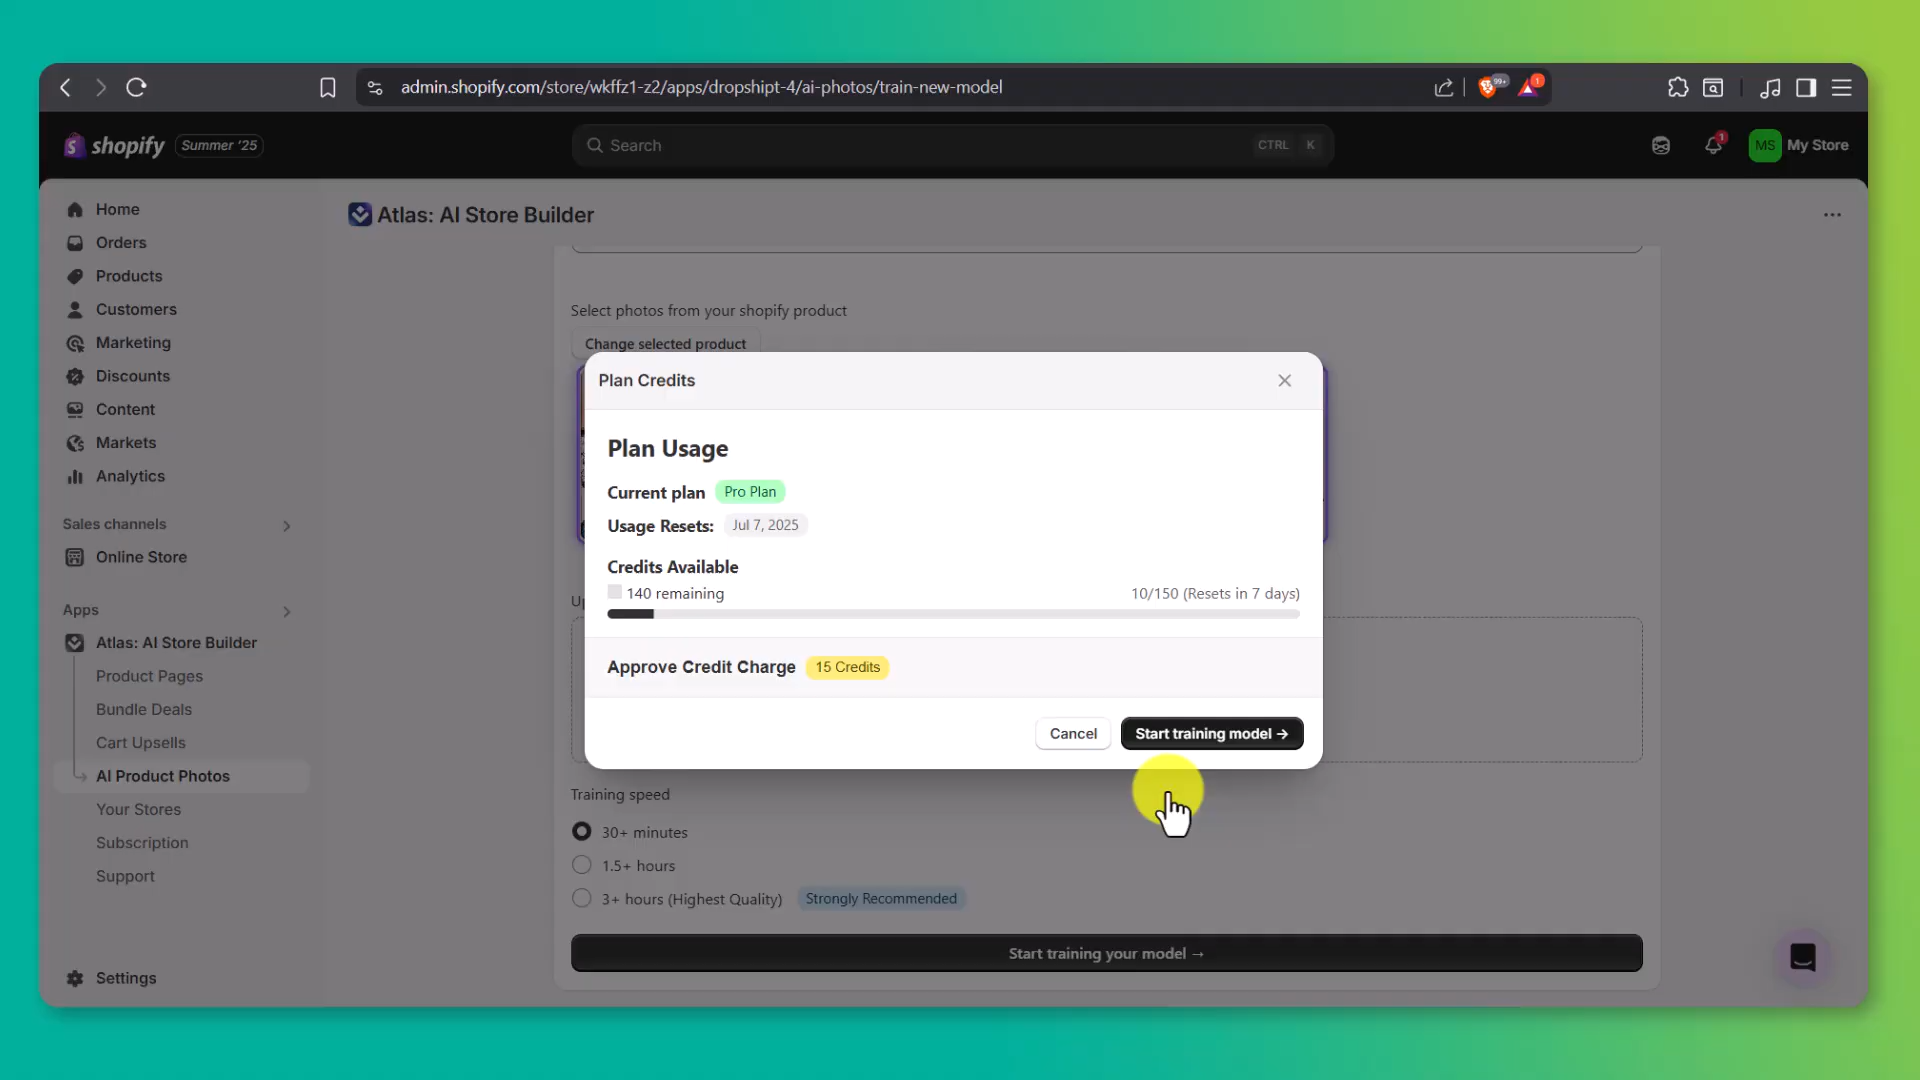 admin.shopify.com/store/wkffz1-z2/apps/dropshipt-4/ai-photos/train-new-model
99+
1
shopify Summer '25
Search CTRL K
1
MS My Store
Home
Orders
Products
Customers
Marketing
Discounts
Content
Markets
Analytics
Sales channels
Online Store
Apps
Atlas: AI Store Builder
Product Pages
Bundle Deals
Cart Upsells
AI Product Photos
Your Stores
Subscription
Support
Settings
Atlas: AI Store Builder
Select photos from your shopify product
Change selected product
Plan Credits
Plan Usage
Current plan Pro Plan
Usage Resets: Jul 7, 2025
Credits Available
140 remaining 10/150 (Resets in 7 days)
Approve Credit Charge 15 Credits
Cancel Start training model →
Training speed
30+ minutes
1.5+ hours
3+ hours (Highest Quality) Strongly Recommended
Start training your model →